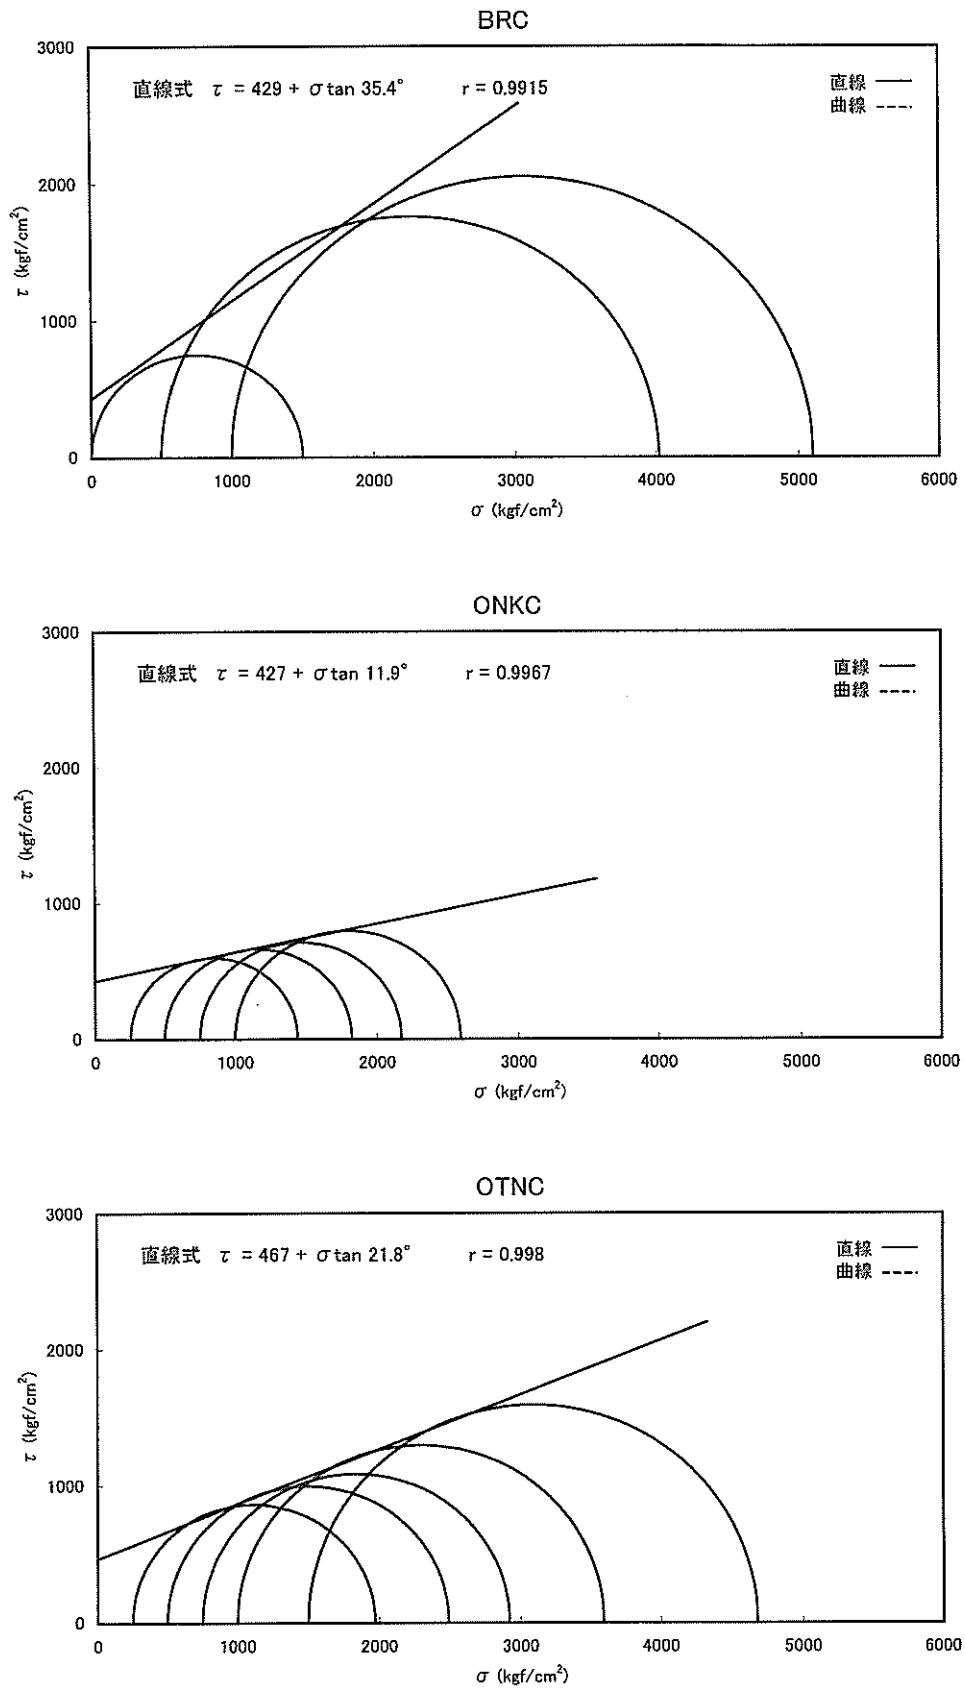 BRC
3000
直線式 τ = 429 + σ tan 35.4° r = 0.9915
直線
曲線
2000
τ (kgf/cm²)
1000
0
0 1000 2000 3000 4000 5000 6000
σ (kgf/cm²)
ONKC
3000
直線式 τ = 427 + σ tan 11.9° r = 0.9967
直線
曲線
2000
τ (kgf/cm²)
1000
0
0 1000 2000 3000 4000 5000 6000
σ (kgf/cm²)
OTNC
3000
直線式 τ = 467 + σ tan 21.8° r = 0.998
直線
曲線
2000
τ (kgf/cm²)
1000
0
0 1000 2000 3000 4000 5000 6000
σ (kgf/cm²)